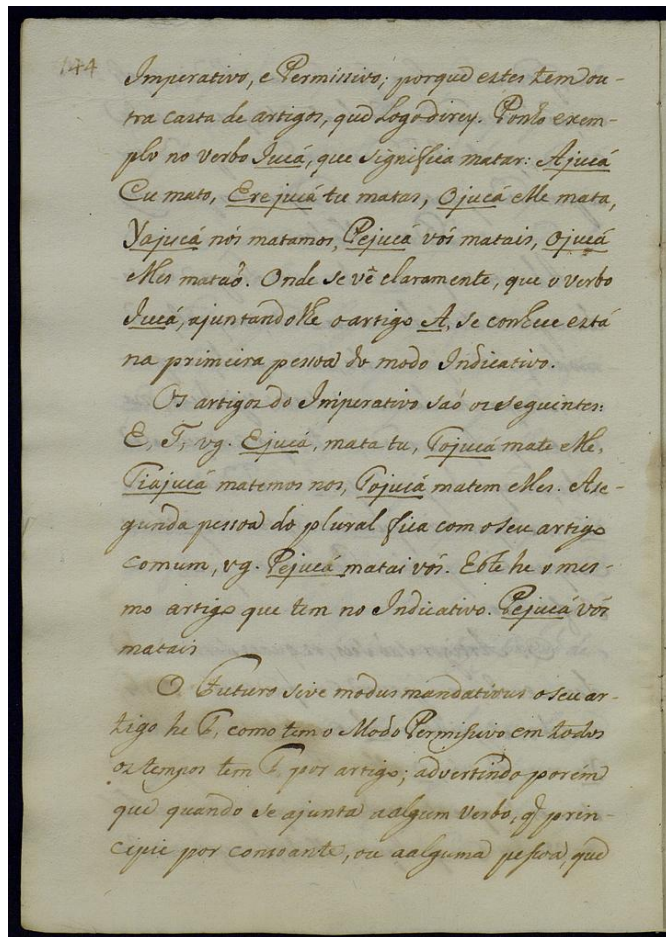 144
Imperativo, e Permissivo; porque estes tem ou-
tra casta de artigos, que logo direy. Ponho exem-
plo no verbo Jucá, que significa matar: Ajucá
Eu mato, Erejucá tu matas, Ojucá elle mata,
Yajucá nós matamos, Pejucá vós matais, Ojucá
elles mataõ. Onde se vê claramente, que o verbo
Jucá, ajuntandolhe o artigo A, se conhece está
na primeira pessoa do modo Indicativo.
Os artigos do Imperativo saó os seguintes:
E, T, vg. Ejucá, mata tu, Tojucá mate elle,
Tiajucá matemos nos, Tojucá matem elles. A se-
gunda pessoa do plural fica com o seu artigo
comum, vg. Pejucá matai vós. Este he o mes-
mo artigo que tem no Indicativo. Pejucá vós
matais
O Futuro sive modus mandativus o seu ar-
tigo he T, como tem o Modo Permissivo em todos
os tempos tem T por artigo; advertindo porém
que quando se ajunta a algum verbo, q̃ prin-
cipie por consoante, ou a alguma pessoa, que